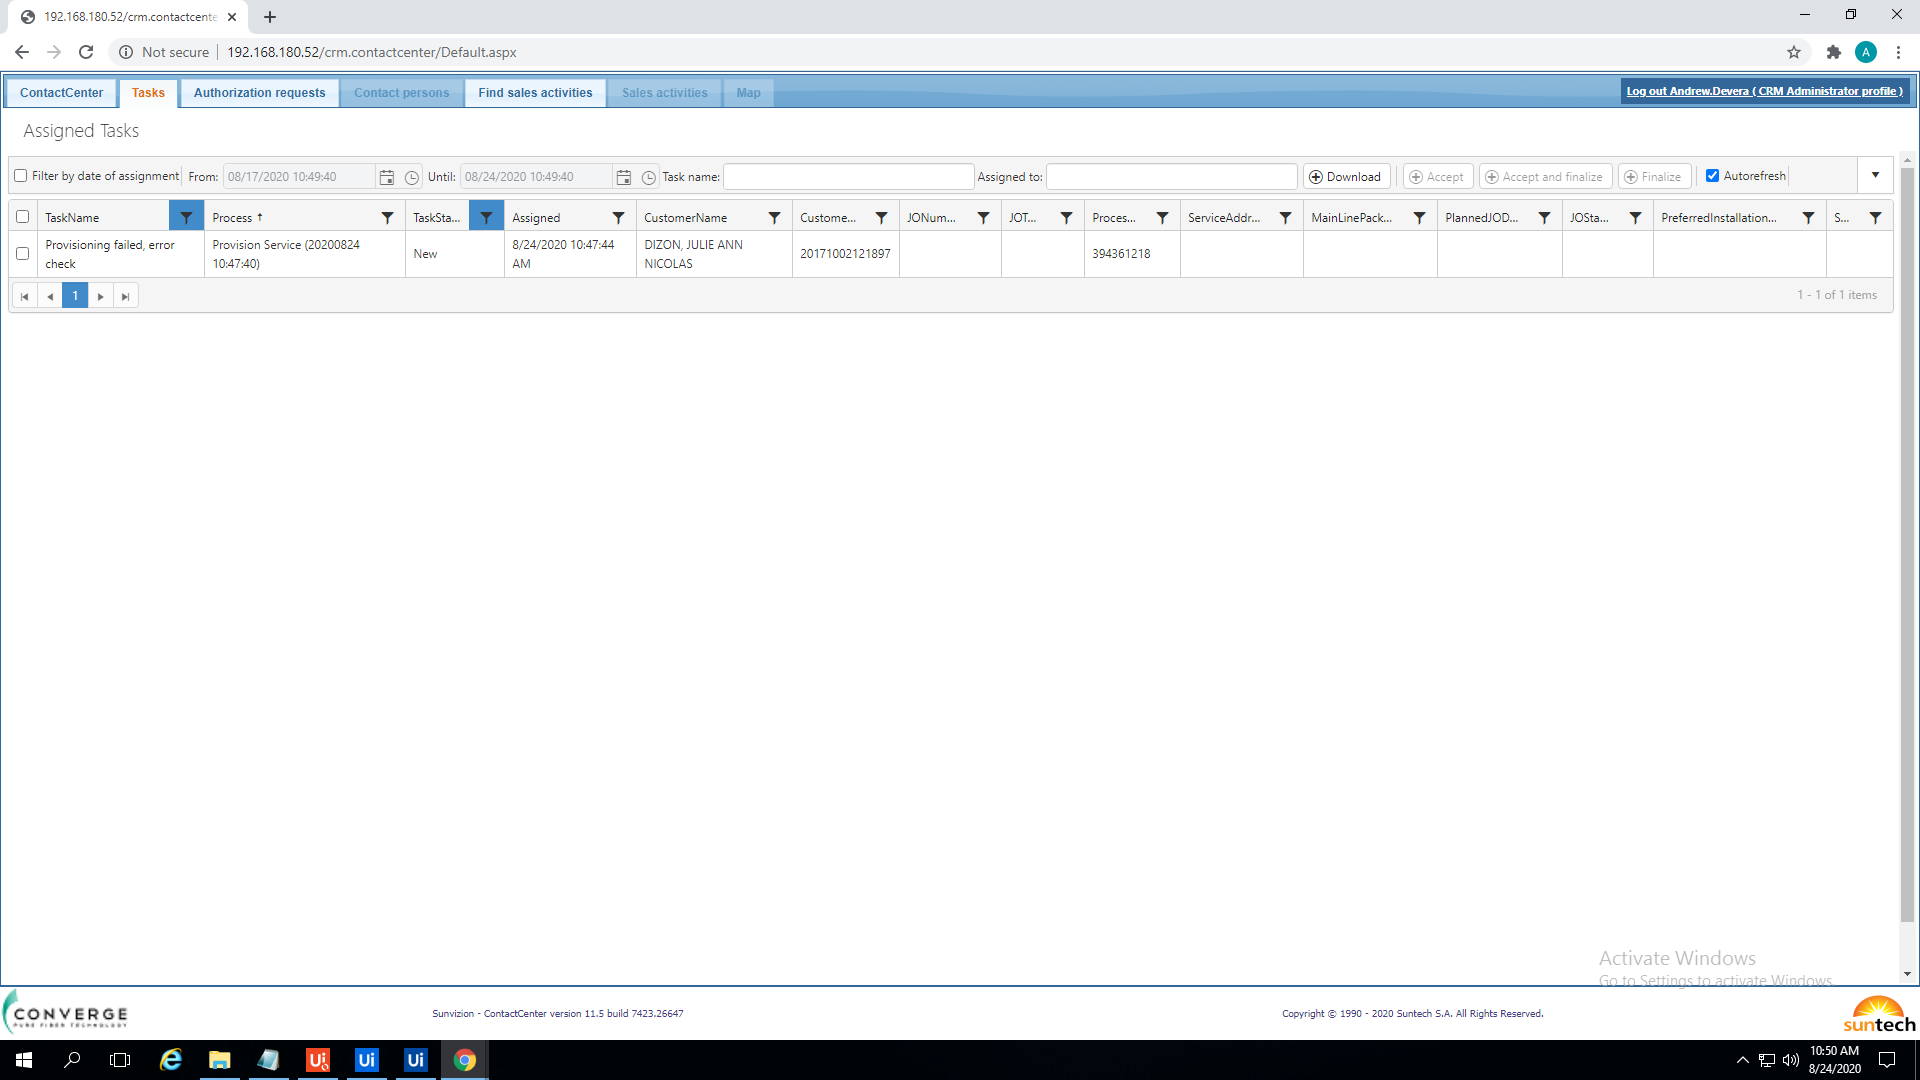 192.168.180.52/crm.contactcente
Not secure
192.168.180.52/crm.contactcenter/Default.aspx
A
ContactCenter
Tasks
Authorization requests
Contact persons
Find sales activities
Sales activities
Map
Log out Andrew.Devera ( CRM Administrator profile )
Assigned Tasks
Filter by date of assignment
From: 08/17/2020 10:49:40
Until: 08/24/2020 10:49:40
Task name:
Assigned to:
Download
Accept
Accept and finalize
Finalize
Autorefresh
TaskName
Process ↑
TaskSta...
Assigned
CustomerName
Custome...
JONum...
JOT...
Proces...
ServiceAddr...
MainLinePack...
PlannedJOD...
JOSta...
PreferredInstallation...
S...
Provisioning failed, error
check
Provision Service (20200824
10:47:40)
New
8/24/2020 10:47:44
AM
DIZON, JULIE ANN
NICOLAS
20171002121897
394361218
1
1 - 1 of 1 items
Activate Windows
Go to Settings to activate Windows.
CONVERGE
PURE FIBER TECHNOLOGY
Sunvizion - ContactCenter version 11.5 build 7423.26647
Copyright © 1990 - 2020 Suntech S.A. All Rights Reserved.
suntech
Ui
Ui
Ui
10:50 AM
8/24/2020